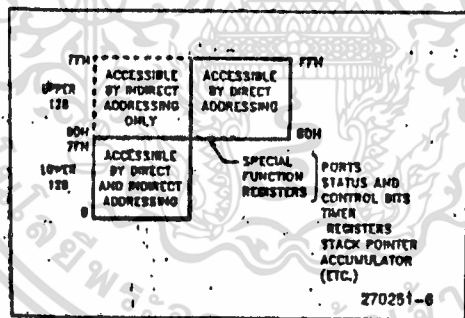 FFH
UPPER
128
80H
7FH
LOWER
128
0
ACCESSIBLE
BY INDIRECT
ADDRESSING
ONLY
ACCESSIBLE
BY DIRECT
AND INDIRECT
ADDRESSING
FFH
ACCESSIBLE
BY DIRECT
ADDRESSING
80H
SPECIAL
FUNCTION
REGISTERS
PORTS
STATUS AND
CONTROL BITS
TIMER
REGISTERS
STACK POINTER
ACCUMULATOR
(ETC.)
270251-6